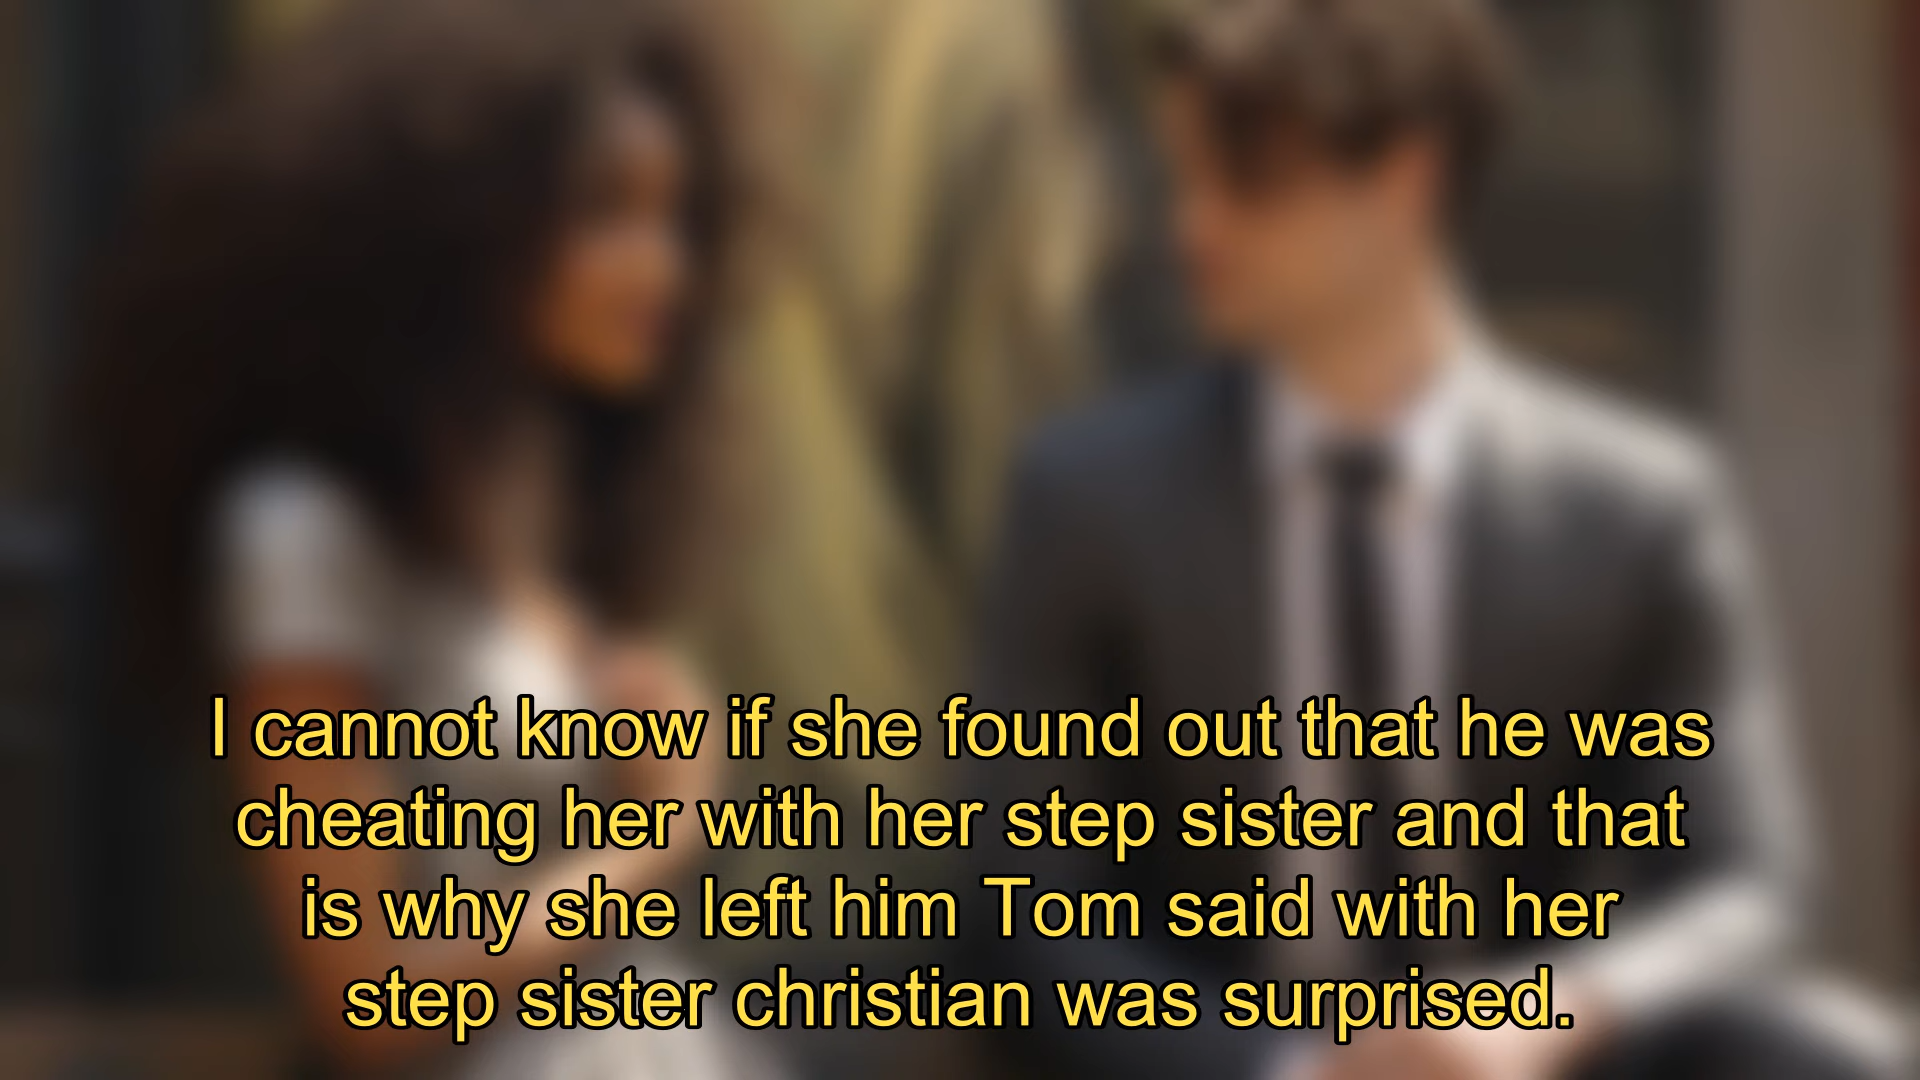 I cannot know if she found out that he was
cheating her with her step sister and that
is why she left him Tom said with her
step sister christian was surprised.